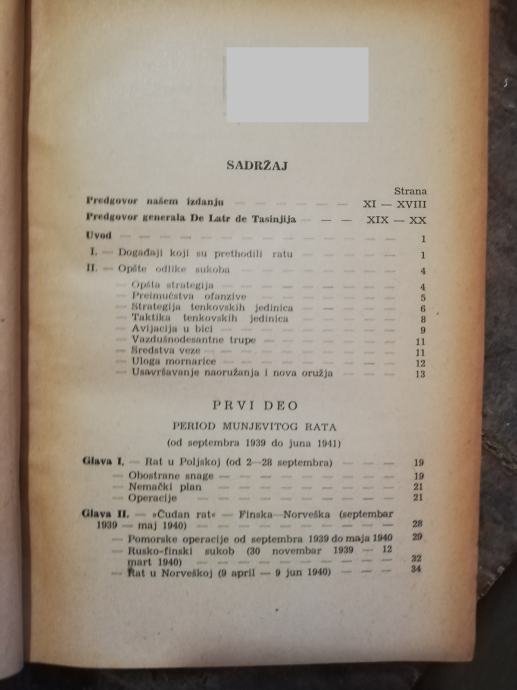 SADRŽAJ
Strana
Predgovor našem izdanju — — — — — — XI — XVIII
Predgovor generala De Latr de Tasinjija — — — XIX — XX
Uvod — — — — — — — — — — — — 1
I. — Događaji koji su prethodili ratu — — — — — 1
II. — Opšte odlike sukoba — — — — — — — 4
— Opšta strategija — — — — — — — — 4
— Preimućstva ofanzive — — — — — — — 5
— Strategija tenkovskih jedinica — — — — — 6
— Taktika tenkovskih jedinica — — — — — 8
— Avijacija u bici — — — — — — — — 9
— Vazdušnodesantne trupe — — — — — — 11
— Sredstva veze — — — — — — — — 11
— Uloga mornarice — — — — — — — — 12
— Usavršavanje naoružanja i nova oružja — — — 13
PRVI DEO
PERIOD MUNJEVITOG RATA
(od septembra 1939 do juna 1941)
Glava I. — Rat u Poljskoj (od 2—28 septembra) — — — 19
— Obostrane snage — — — — — — — — 19
— Nemački plan — — — — — — — — 21
— Operacije — — — — — — — — — 21
Glava II. — »Čudan rat« — Finska—Norveška (septembar
1939 — maj 1940) — — — — — — — — 28
— Pomorske operacije od septembra 1939 do maja 1940 29
— Rusko-finski sukob (30 novembar 1939 — 12
mart 1940) — — — — — — — — — 32
— Rat u Norveškoj (9 april — 9 jun 1940) — — — 34